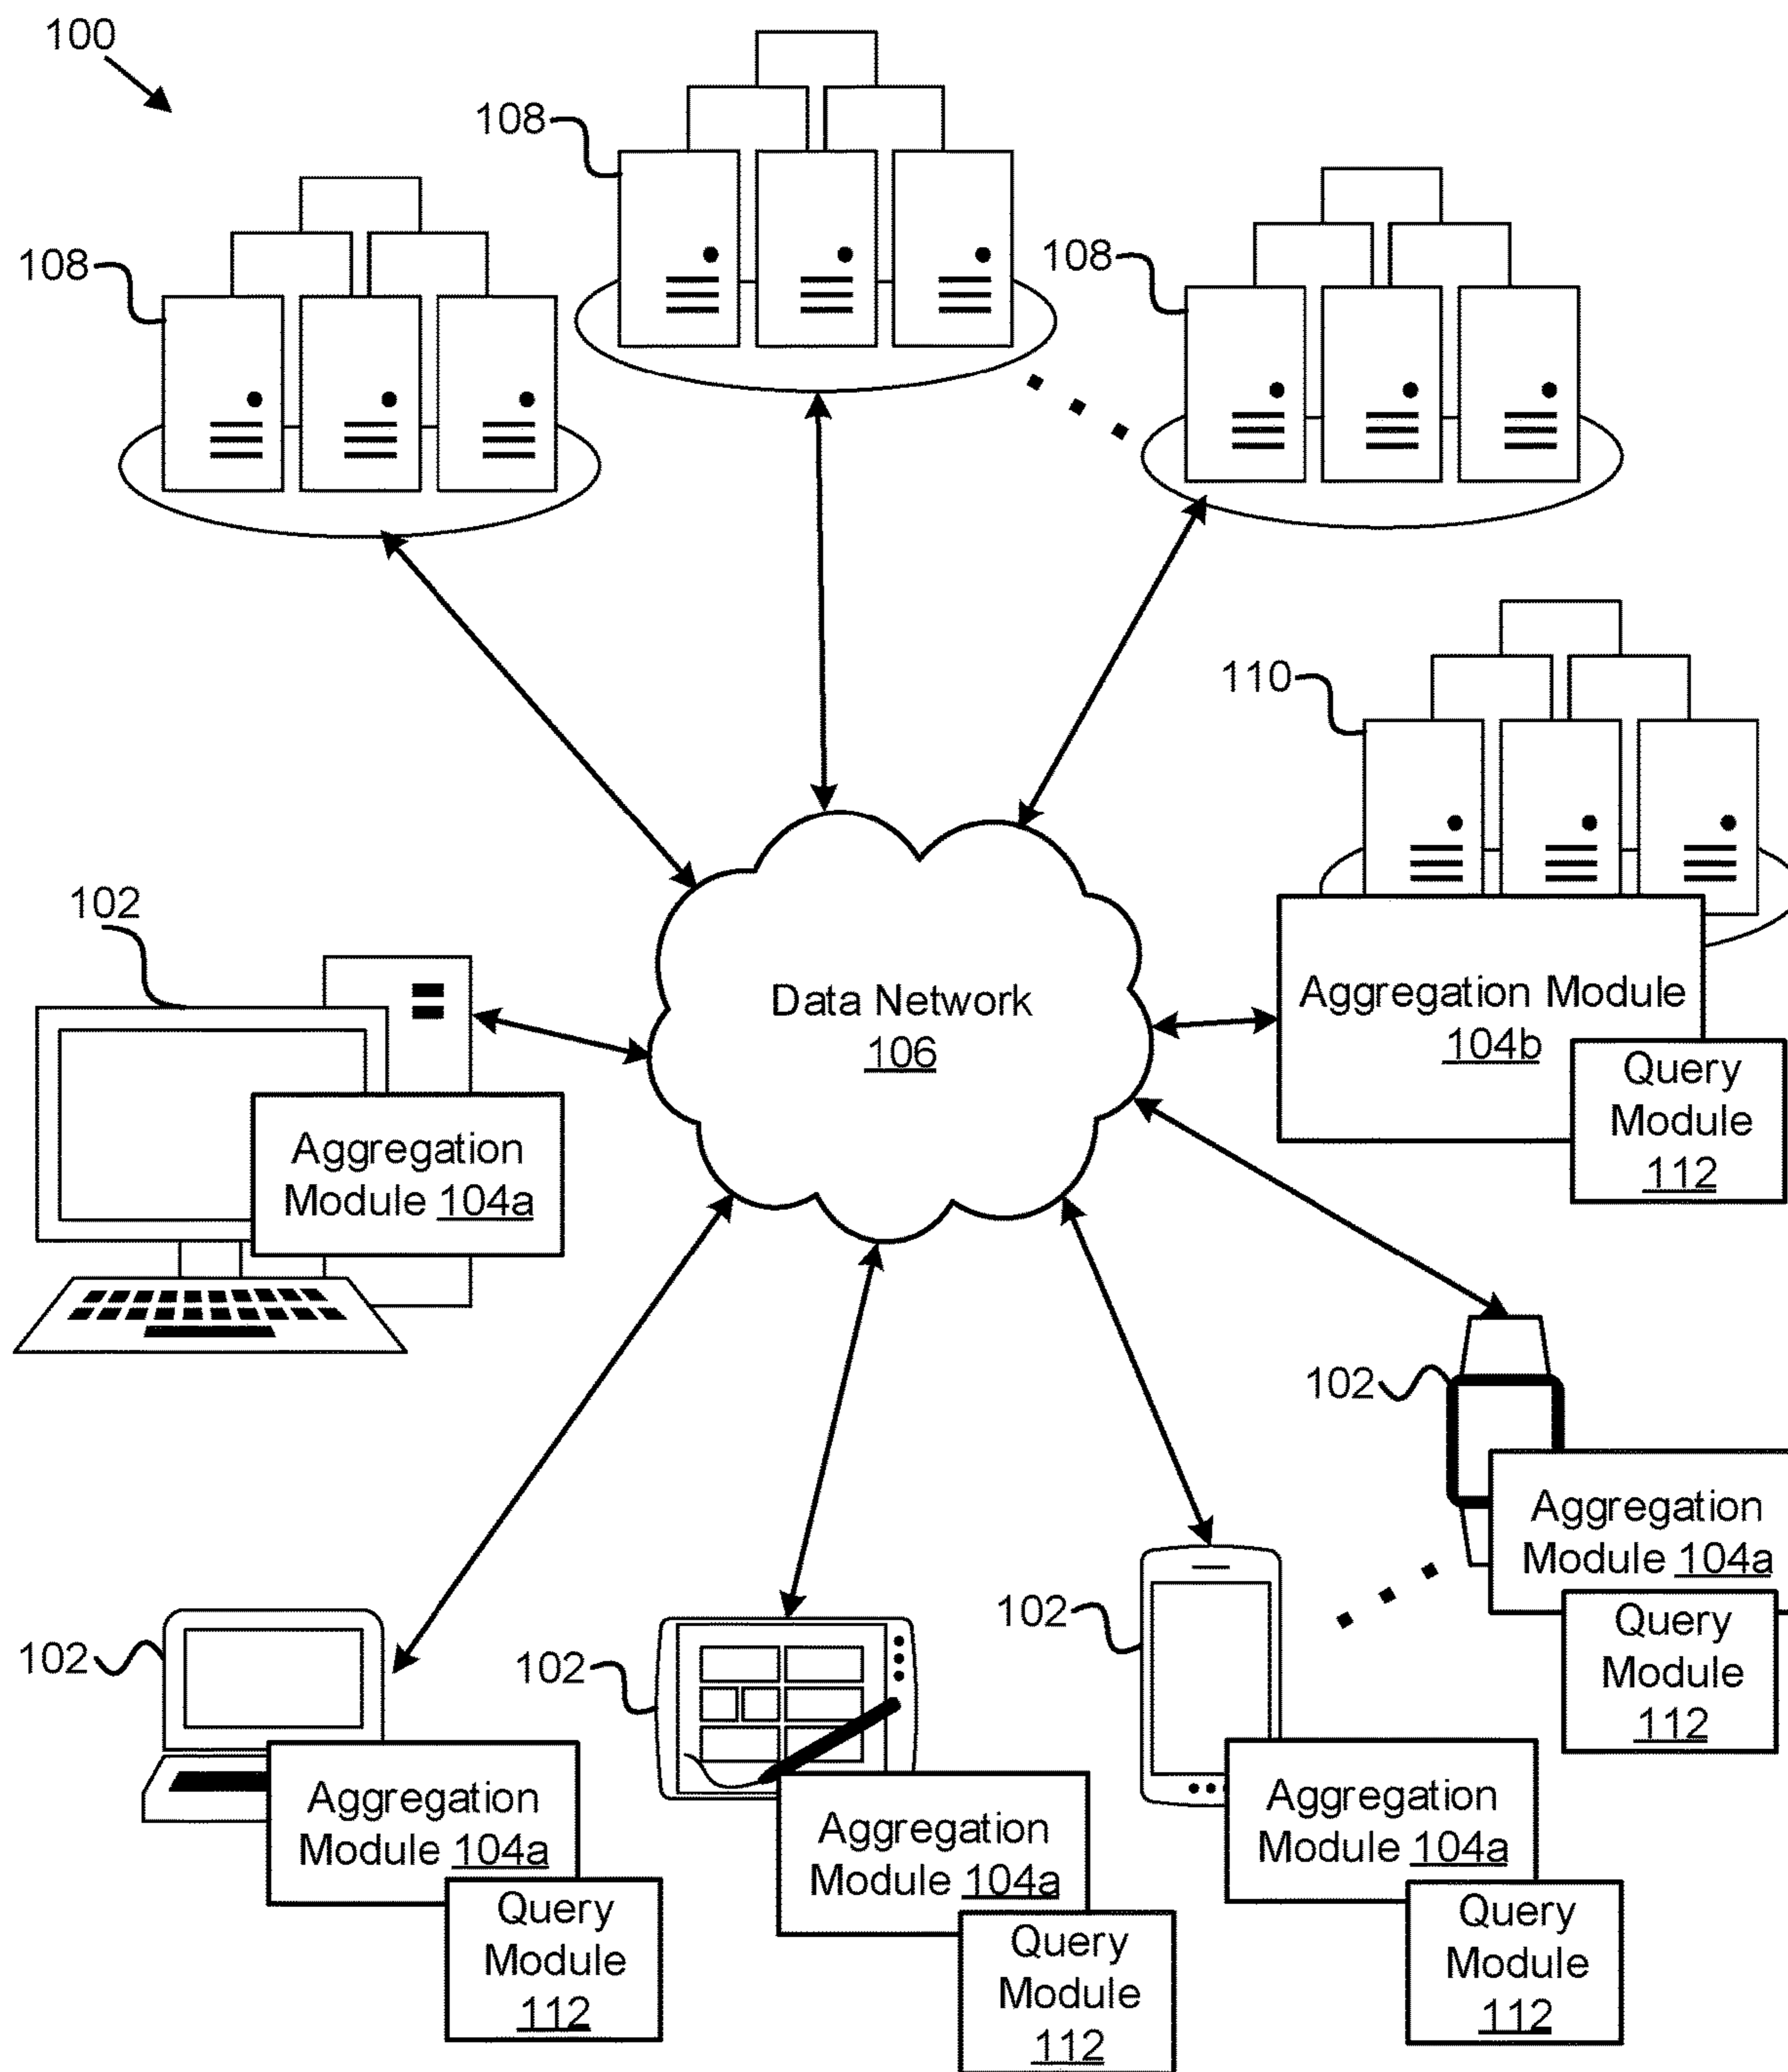 100
108
108
108
110
102
Data Network
106
Aggregation Module
104b
Query
Module
112
Aggregation
Module 104a
102
Aggregation
Module 104a
Query
Module
112
102
Aggregation
Module 104a
Query
Module
112
102
Aggregation
Module 104a
Query
Module
112
102
Aggregation
Module 104a
Query
Module
112